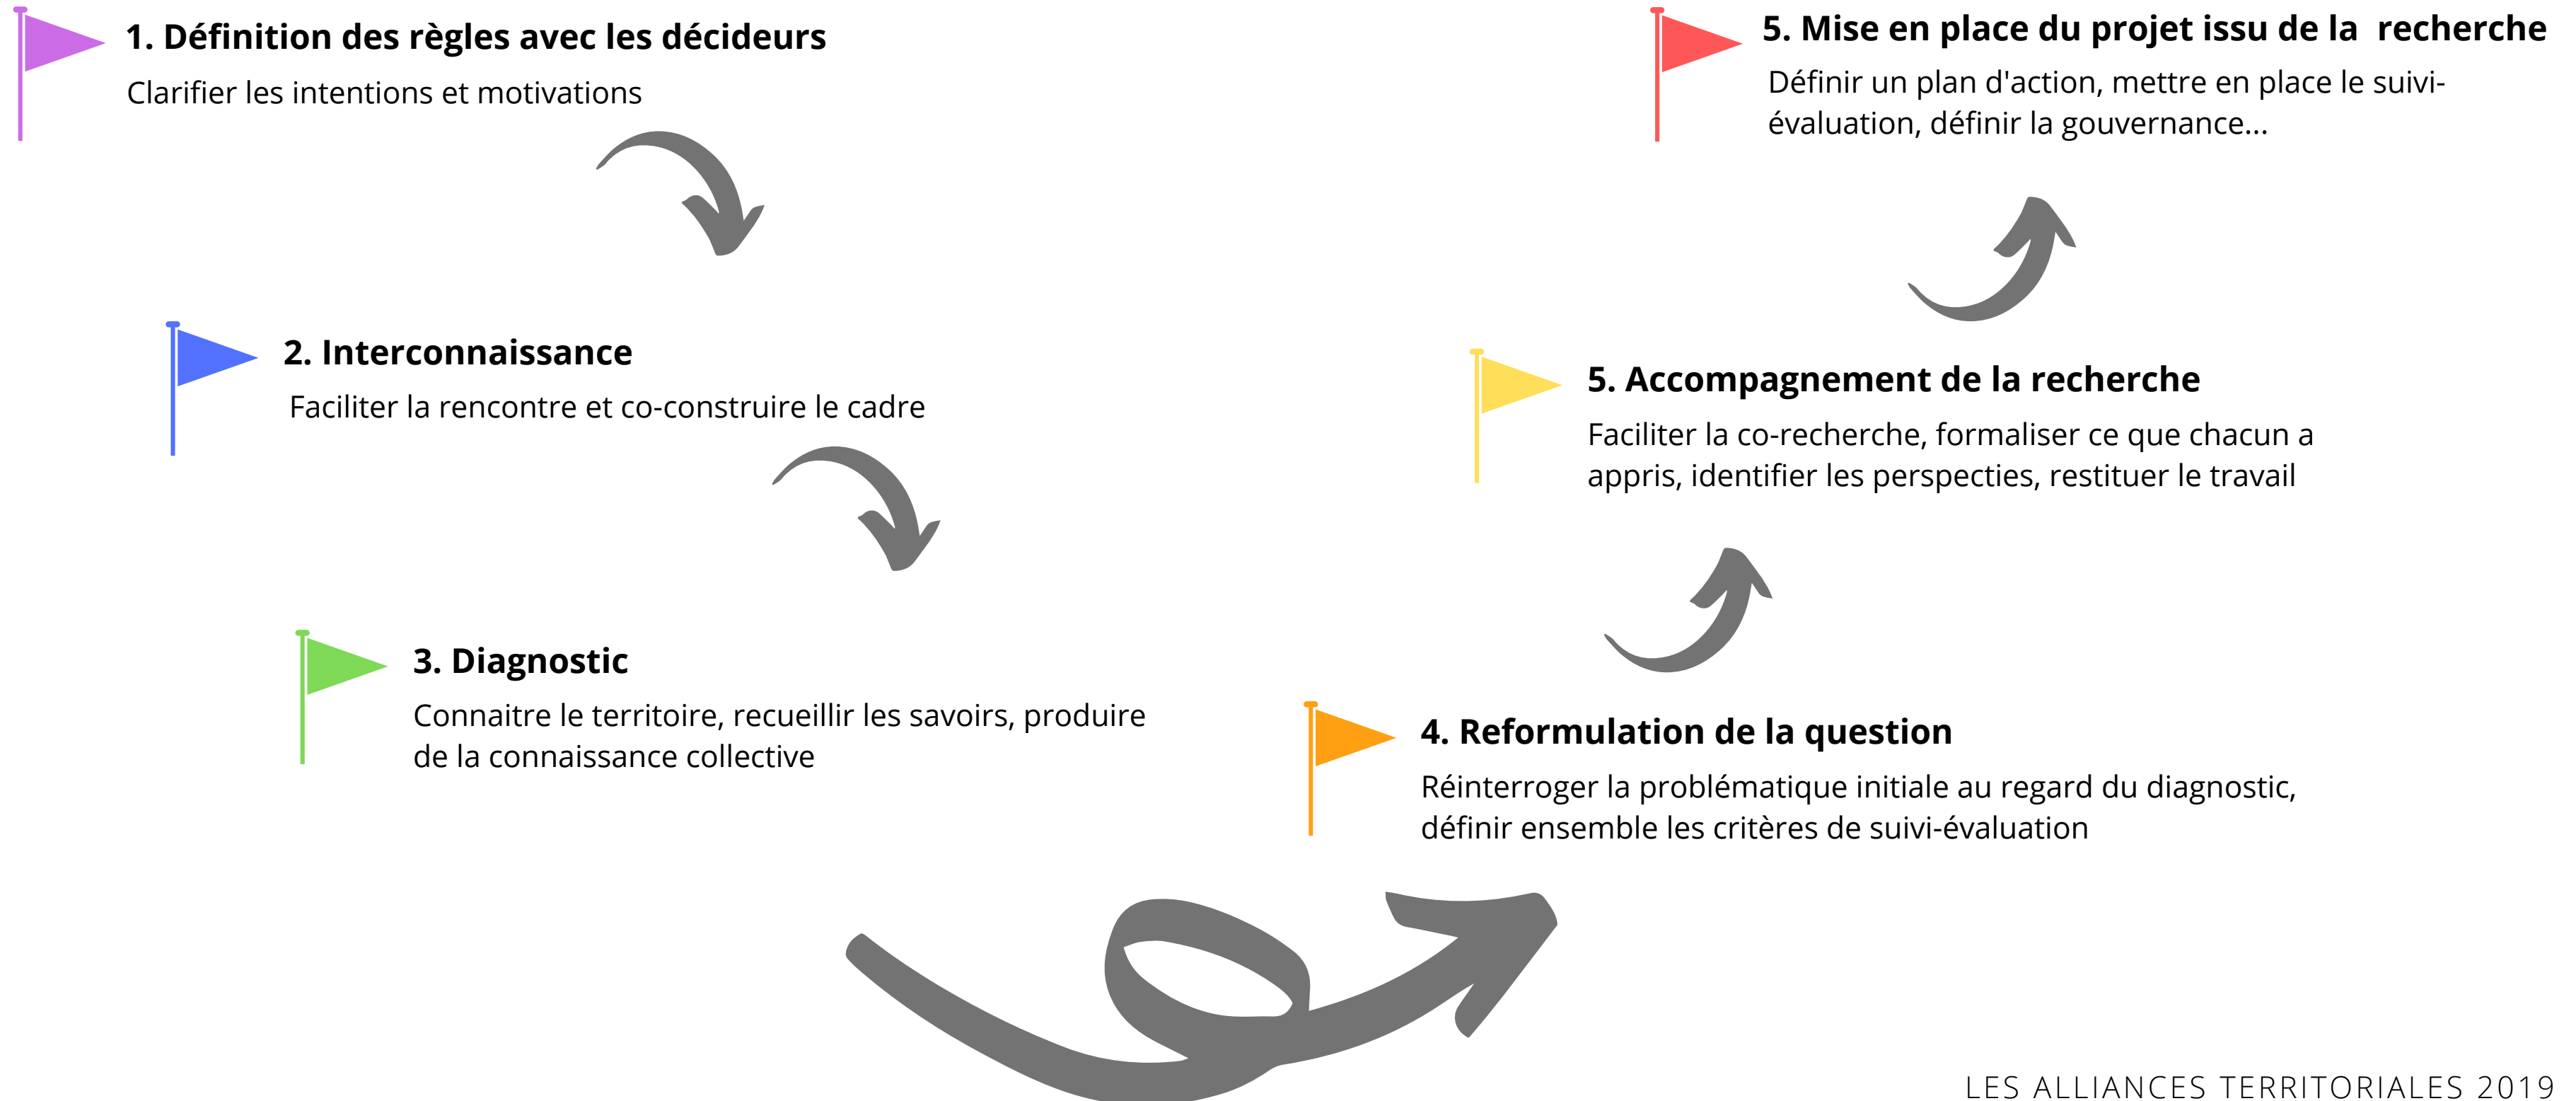 1. Définition des règles avec les décideurs
Clarifier les intentions et motivations
2. Interconnaissance
Faciliter la rencontre et co-construire le cadre
3. Diagnostic
Connaitre le territoire, recueillir les savoirs, produire
de la connaissance collective
4. Reformulation de la question
Réinterroger la problématique initiale au regard du diagnostic,
définir ensemble les critères de suivi-évaluation
5. Accompagnement de la recherche
Faciliter la co-recherche, formaliser ce que chacun a
appris, identifier les perspecties, restituer le travail
5. Mise en place du projet issu de la  recherche
Définir un plan d'action, mettre en place le suivi-
évaluation, définir la gouvernance...
LES ALLIANCES TERRITORIALES 2019